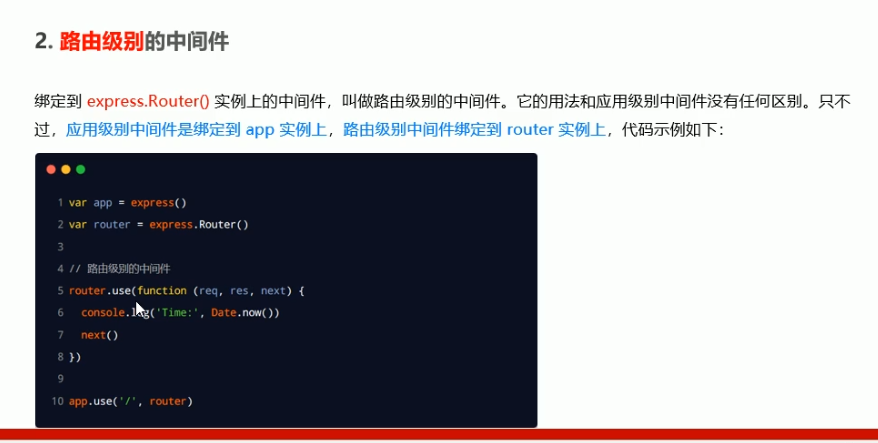 2. 路由级别的中间件
绑定到 express.Router() 实例上的中间件，叫做路由级别的中间件。它的用法和应用级别中间件没有任何区别。只不
过，应用级别中间件是绑定到 app 实例上，路由级别中间件绑定到 router 实例上，代码示例如下：
1 var app = express()
2 var router = express.Router()
3
4 // 路由级别的中间件
5 router.use(function (req, res, next) {
6   console.log('Time:', Date.now())
7   next()
8 })
9
10 app.use('/', router)